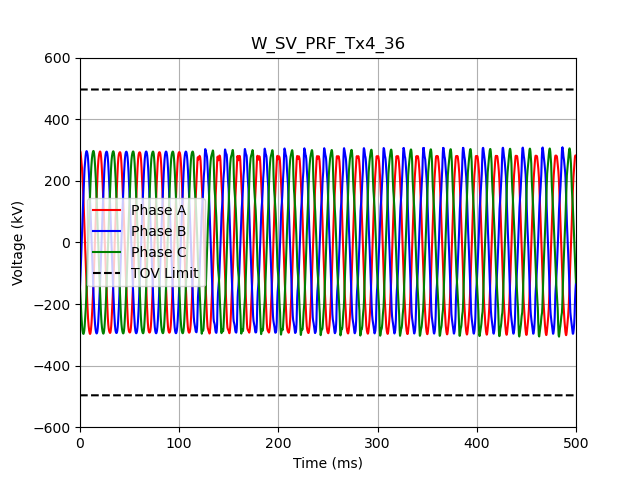 W_SV_PRF_Tx4_36
600
400
200
0
−200
−400
−600
Voltage (kV)
Phase A
Phase B
Phase C
TOV Limit
0 100 200 300 400 500
Time (ms)